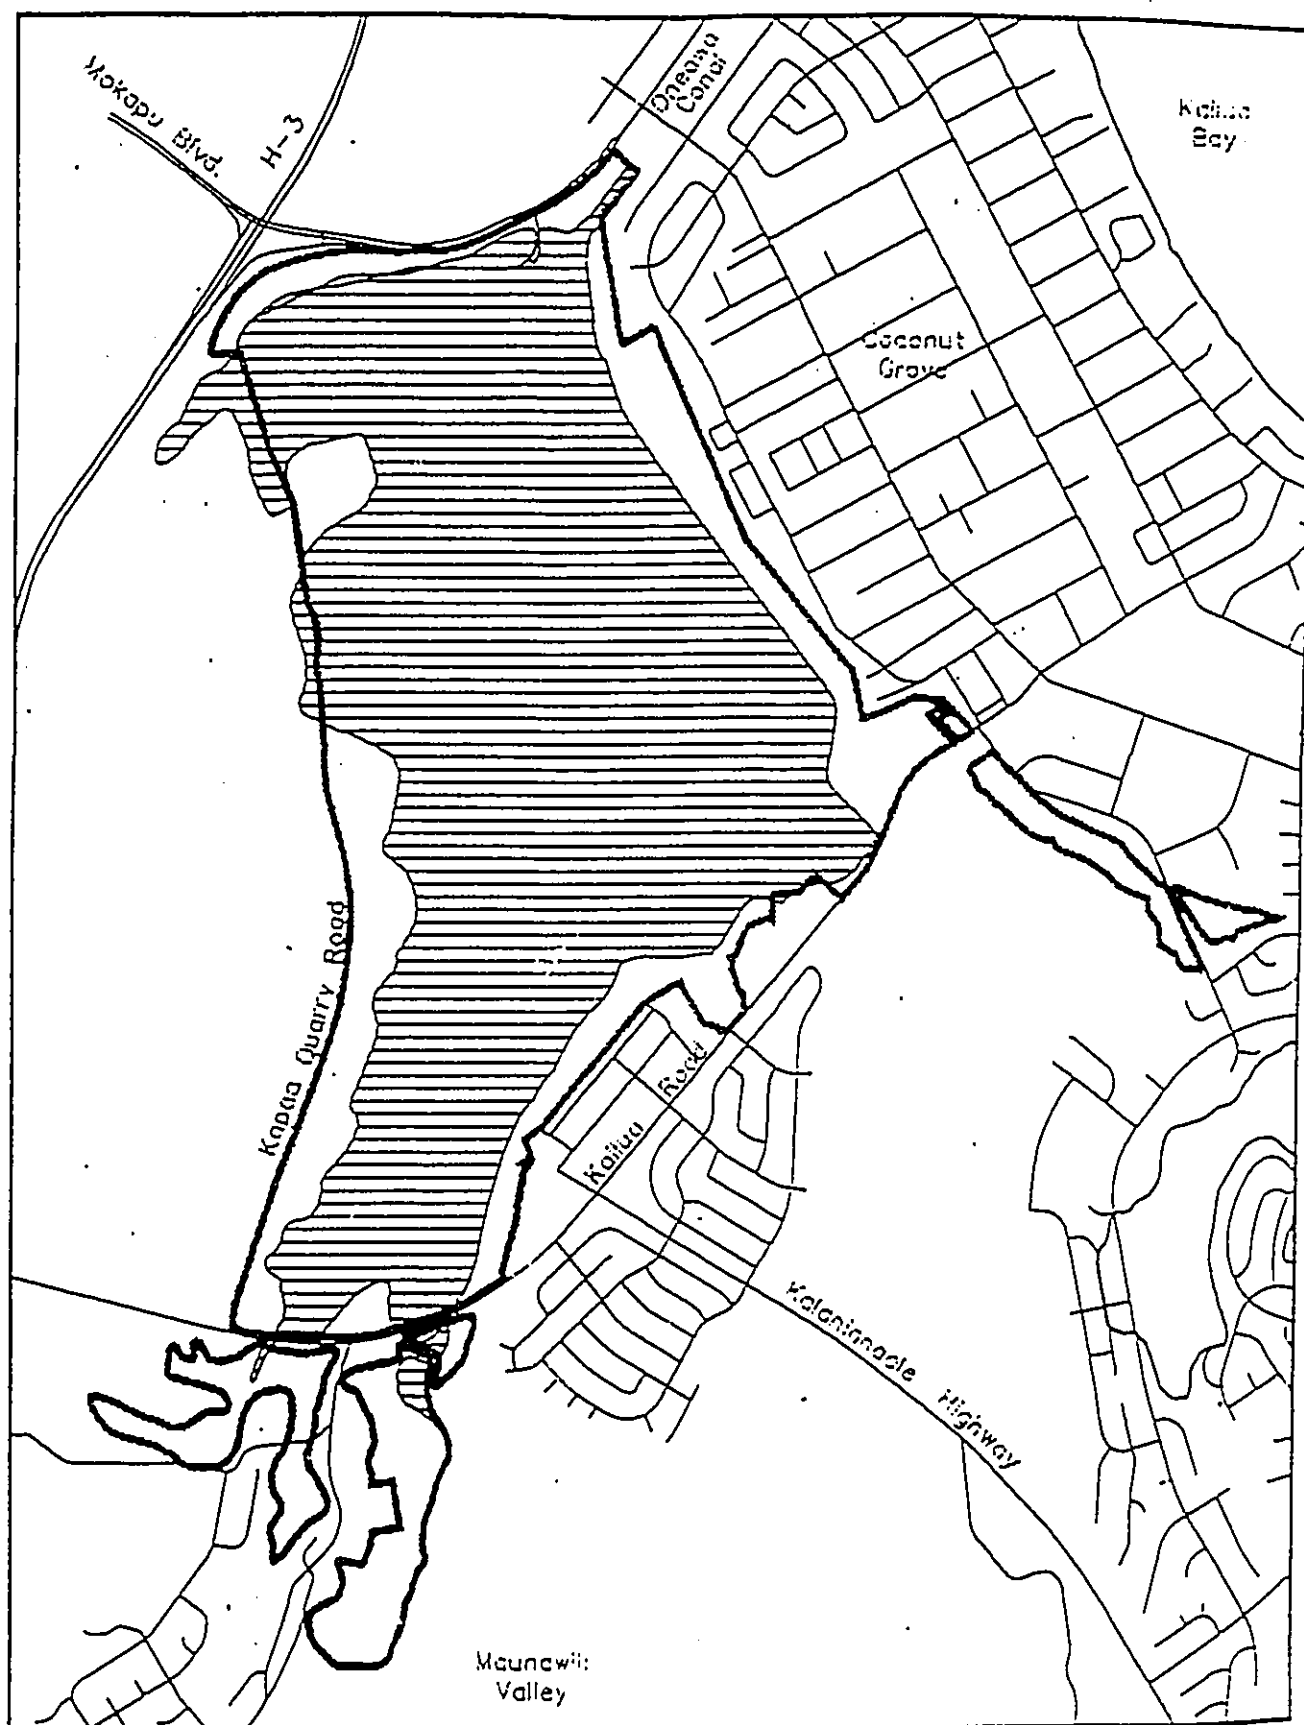 Mokapu Blvd.
H-3
Oneawa
Canal
Kailua
Bay
Coconut
Grove
Kapaa Quarry Road
Kailua Road
Kalanianaole Highway
Maunawili
Valley